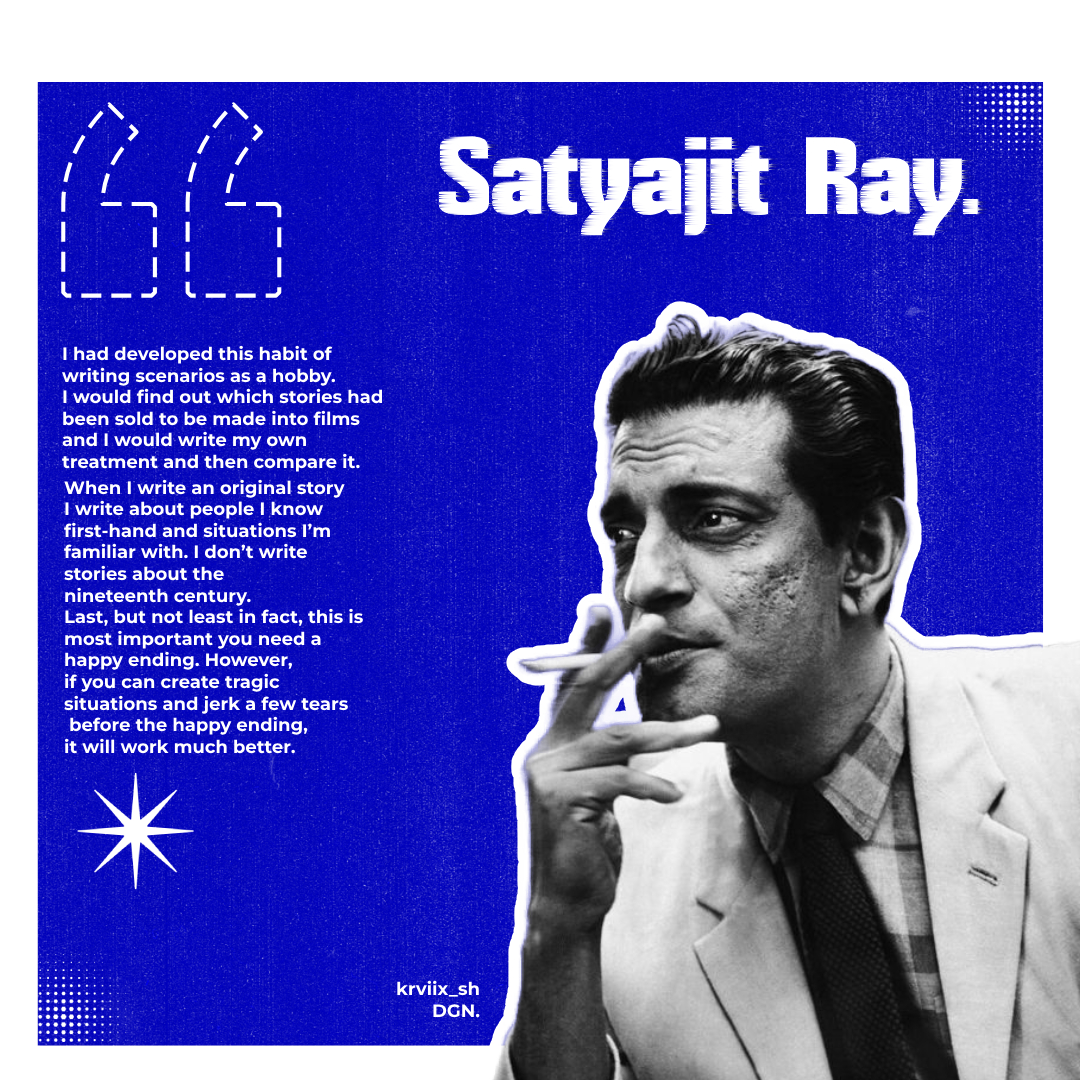 Satyajit Ray.
I had developed this habit of
writing scenarios as a hobby.
I would find out which stories had
been sold to be made into films
and I would write my own
treatment and then compare it.
When I write an original story
I write about people I know
first-hand and situations I’m
familiar with. I don’t write
stories about the
nineteenth century.
Last, but not least in fact, this is
most important you need a
happy ending. However,
if you can create tragic
situations and jerk a few tears
before the happy ending,
it will work much better.
krviix_sh
DGN.